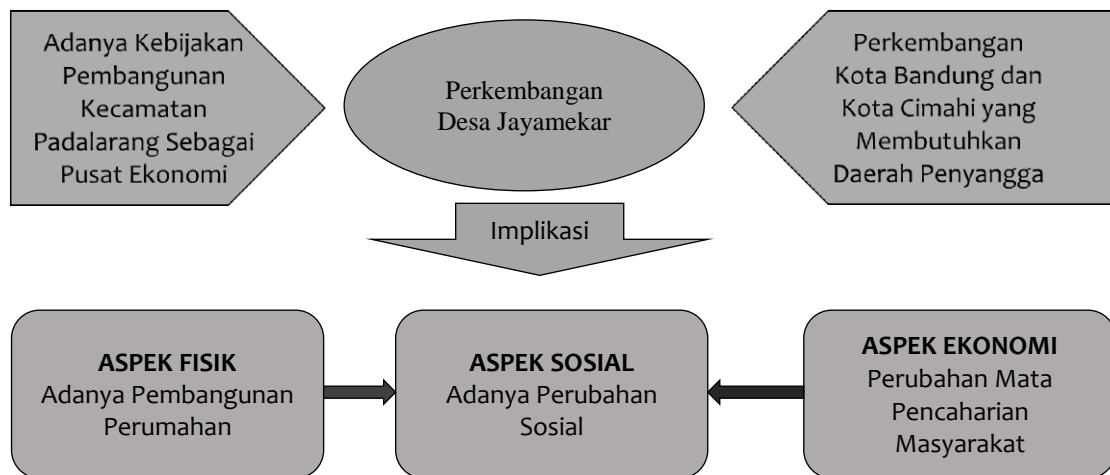 Adanya Kebijakan
Pembangunan
Kecamatan
Padalarang Sebagai
Pusat Ekonomi
Perkembangan
Desa Jayamekar
Perkembangan
Kota Bandung dan
Kota Cimahi yang
Membutuhkan
Daerah Penyangga
Implikasi
ASPEK FISIK
Adanya Pembangunan
Perumahan
ASPEK SOSIAL
Adanya Perubahan
Sosial
ASPEK EKONOMI
Perubahan Mata
Pencaharian
Masyarakat